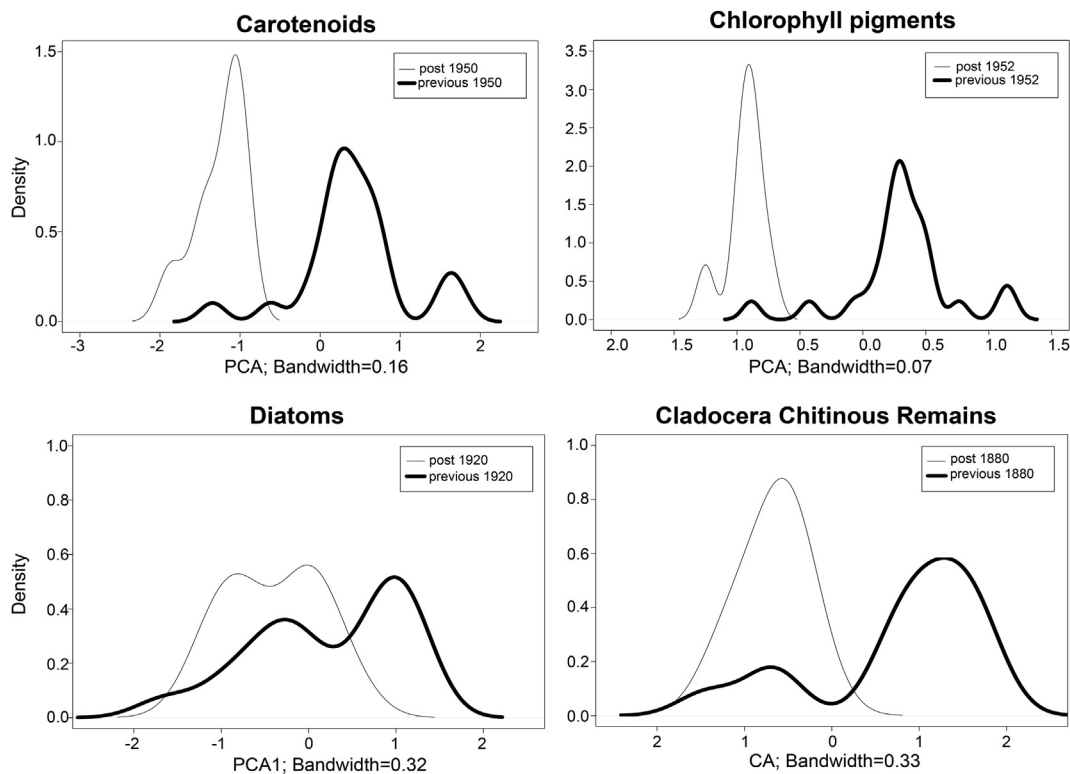 Carotenoids
Density
1.5
1.0
0.5
0.0
post 1950
previous 1950
-3 -2 -1 0 1 2
PCA; Bandwidth=0.16
Chlorophyll pigments
3.5
3.0
2.5
2.0
1.5
1.0
0.5
0.0
post 1952
previous 1952
2.0 1.5 1.0 0.5 0.0 0.5 1.0 1.5
PCA; Bandwidth=0.07
Diatoms
Density
1.0
0.8
0.6
0.4
0.2
0.0
post 1920
previous 1920
-2 -1 0 1 2
PCA1; Bandwidth=0.32
Cladocera Chitinous Remains
1.0
0.8
0.6
0.4
0.2
0.0
post 1880
previous 1880
2 1 0 1 2
CA; Bandwidth=0.33